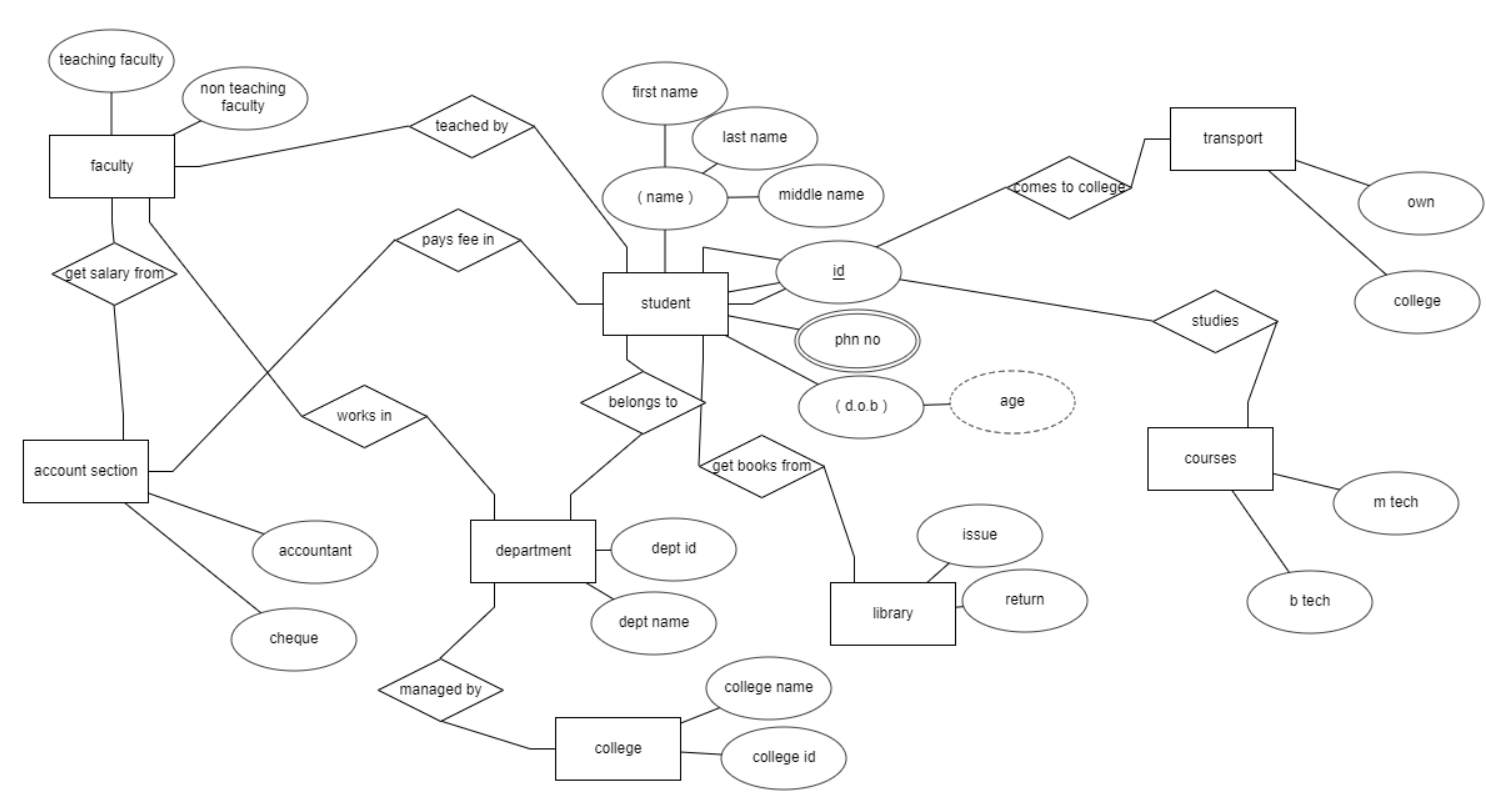 teaching faculty
non teaching
faculty
faculty
teached by
first name
last name
( name )
middle name
transport
comes to college
own
college
get salary from
pays fee in
id
student
phn no
studies
( d.o.b )
age
works in
belongs to
get books from
courses
m tech
b tech
account section
accountant
cheque
department
dept id
dept name
issue
return
library
managed by
college name
college
college id